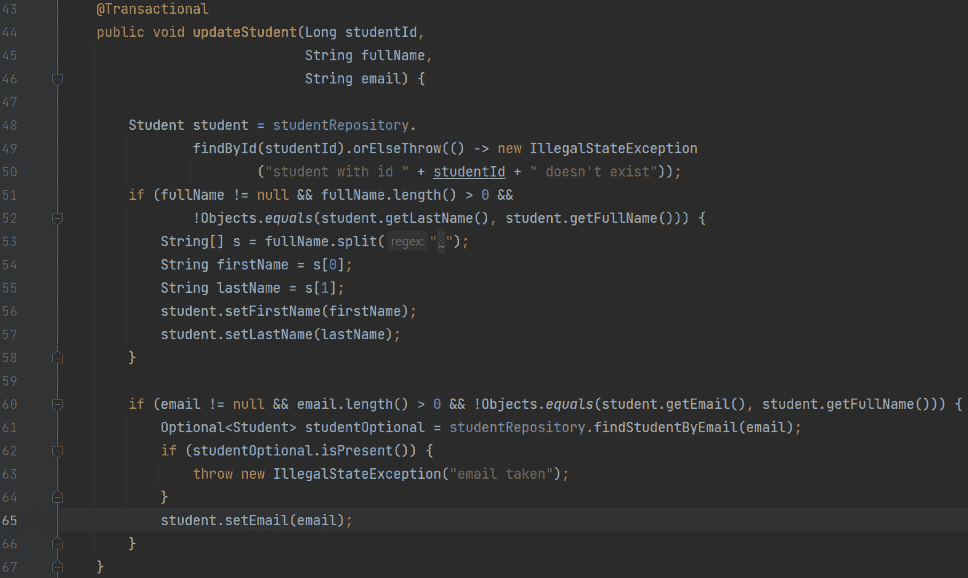 43 @Transactional
44 public void updateStudent(Long studentId,
45 String fullName,
46 String email) {
47
48 Student student = studentRepository.
49 findById(studentId).orElseThrow(() -> new IllegalStateException
50 ("student with id " + studentId + " doesn't exist"));
51 if (fullName != null && fullName.length() > 0 &&
52 !Objects.equals(student.getLastName(), student.getFullName())) {
53 String[] s = fullName.split( regex: " ");
54 String firstName = s[0];
55 String lastName = s[1];
56 student.setFirstName(firstName);
57 student.setLastName(lastName);
58 }
59
60 if (email != null && email.length() > 0 && !Objects.equals(student.getEmail(), student.getFullName())) {
61 Optional<Student> studentOptional = studentRepository.findStudentByEmail(email);
62 if (studentOptional.isPresent()) {
63 throw new IllegalStateException("email taken");
64 }
65 student.setEmail(email);
66 }
67 }